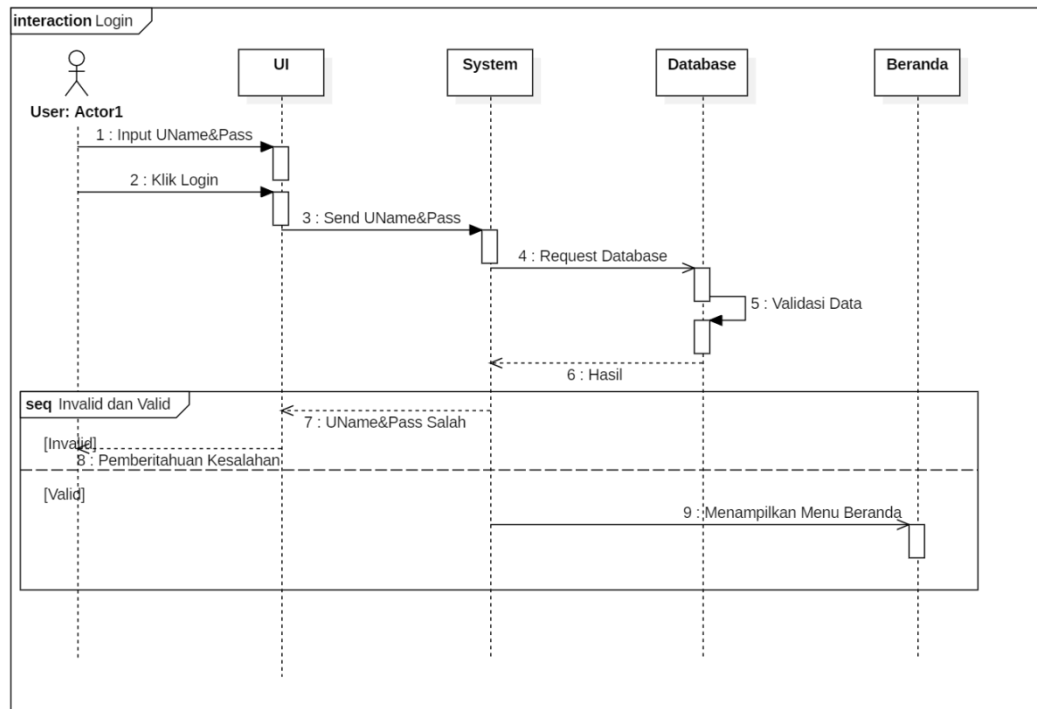 interaction Login
UI
System
Database
Beranda
User: Actor1
1 : Input UName&Pass
2 : Klik Login
3 : Send UName&Pass
4 : Request Database
5 : Validasi Data
6 : Hasil
seq Invalid dan Valid
7 : UName&Pass Salah
[Invalid]
8 : Pemberitahuan Kesalahan
[Valid]
9 : Menampilkan Menu Beranda